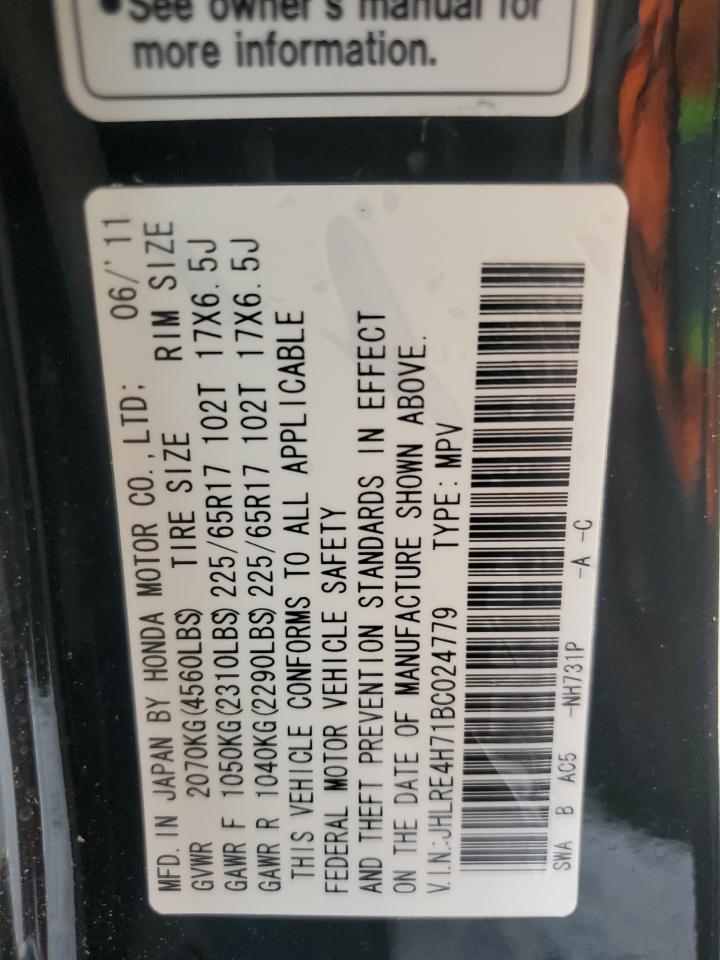 •See owner's manual for
more information.
MFD. IN JAPAN BY HONDA MOTOR CO.,LTD; 06/'11
GVWR 2070KG(4560LBS) TIRE SIZE RIM SIZE
GAWR F 1050KG(2310LBS) 225/65R17 102T 17X6.5J
GAWR R 1040KG(2290LBS) 225/65R17 102T 17X6.5J
THIS VEHICLE CONFORMS TO ALL APPLICABLE
FEDERAL MOTOR VEHICLE SAFETY
AND THEFT PREVENTION STANDARDS IN EFFECT
ON THE DATE OF MANUFACTURE SHOWN ABOVE.
V.I.N.:JHLRE4H71BC024779 TYPE:MPV
SWA B AC5 -NH731P -A -C